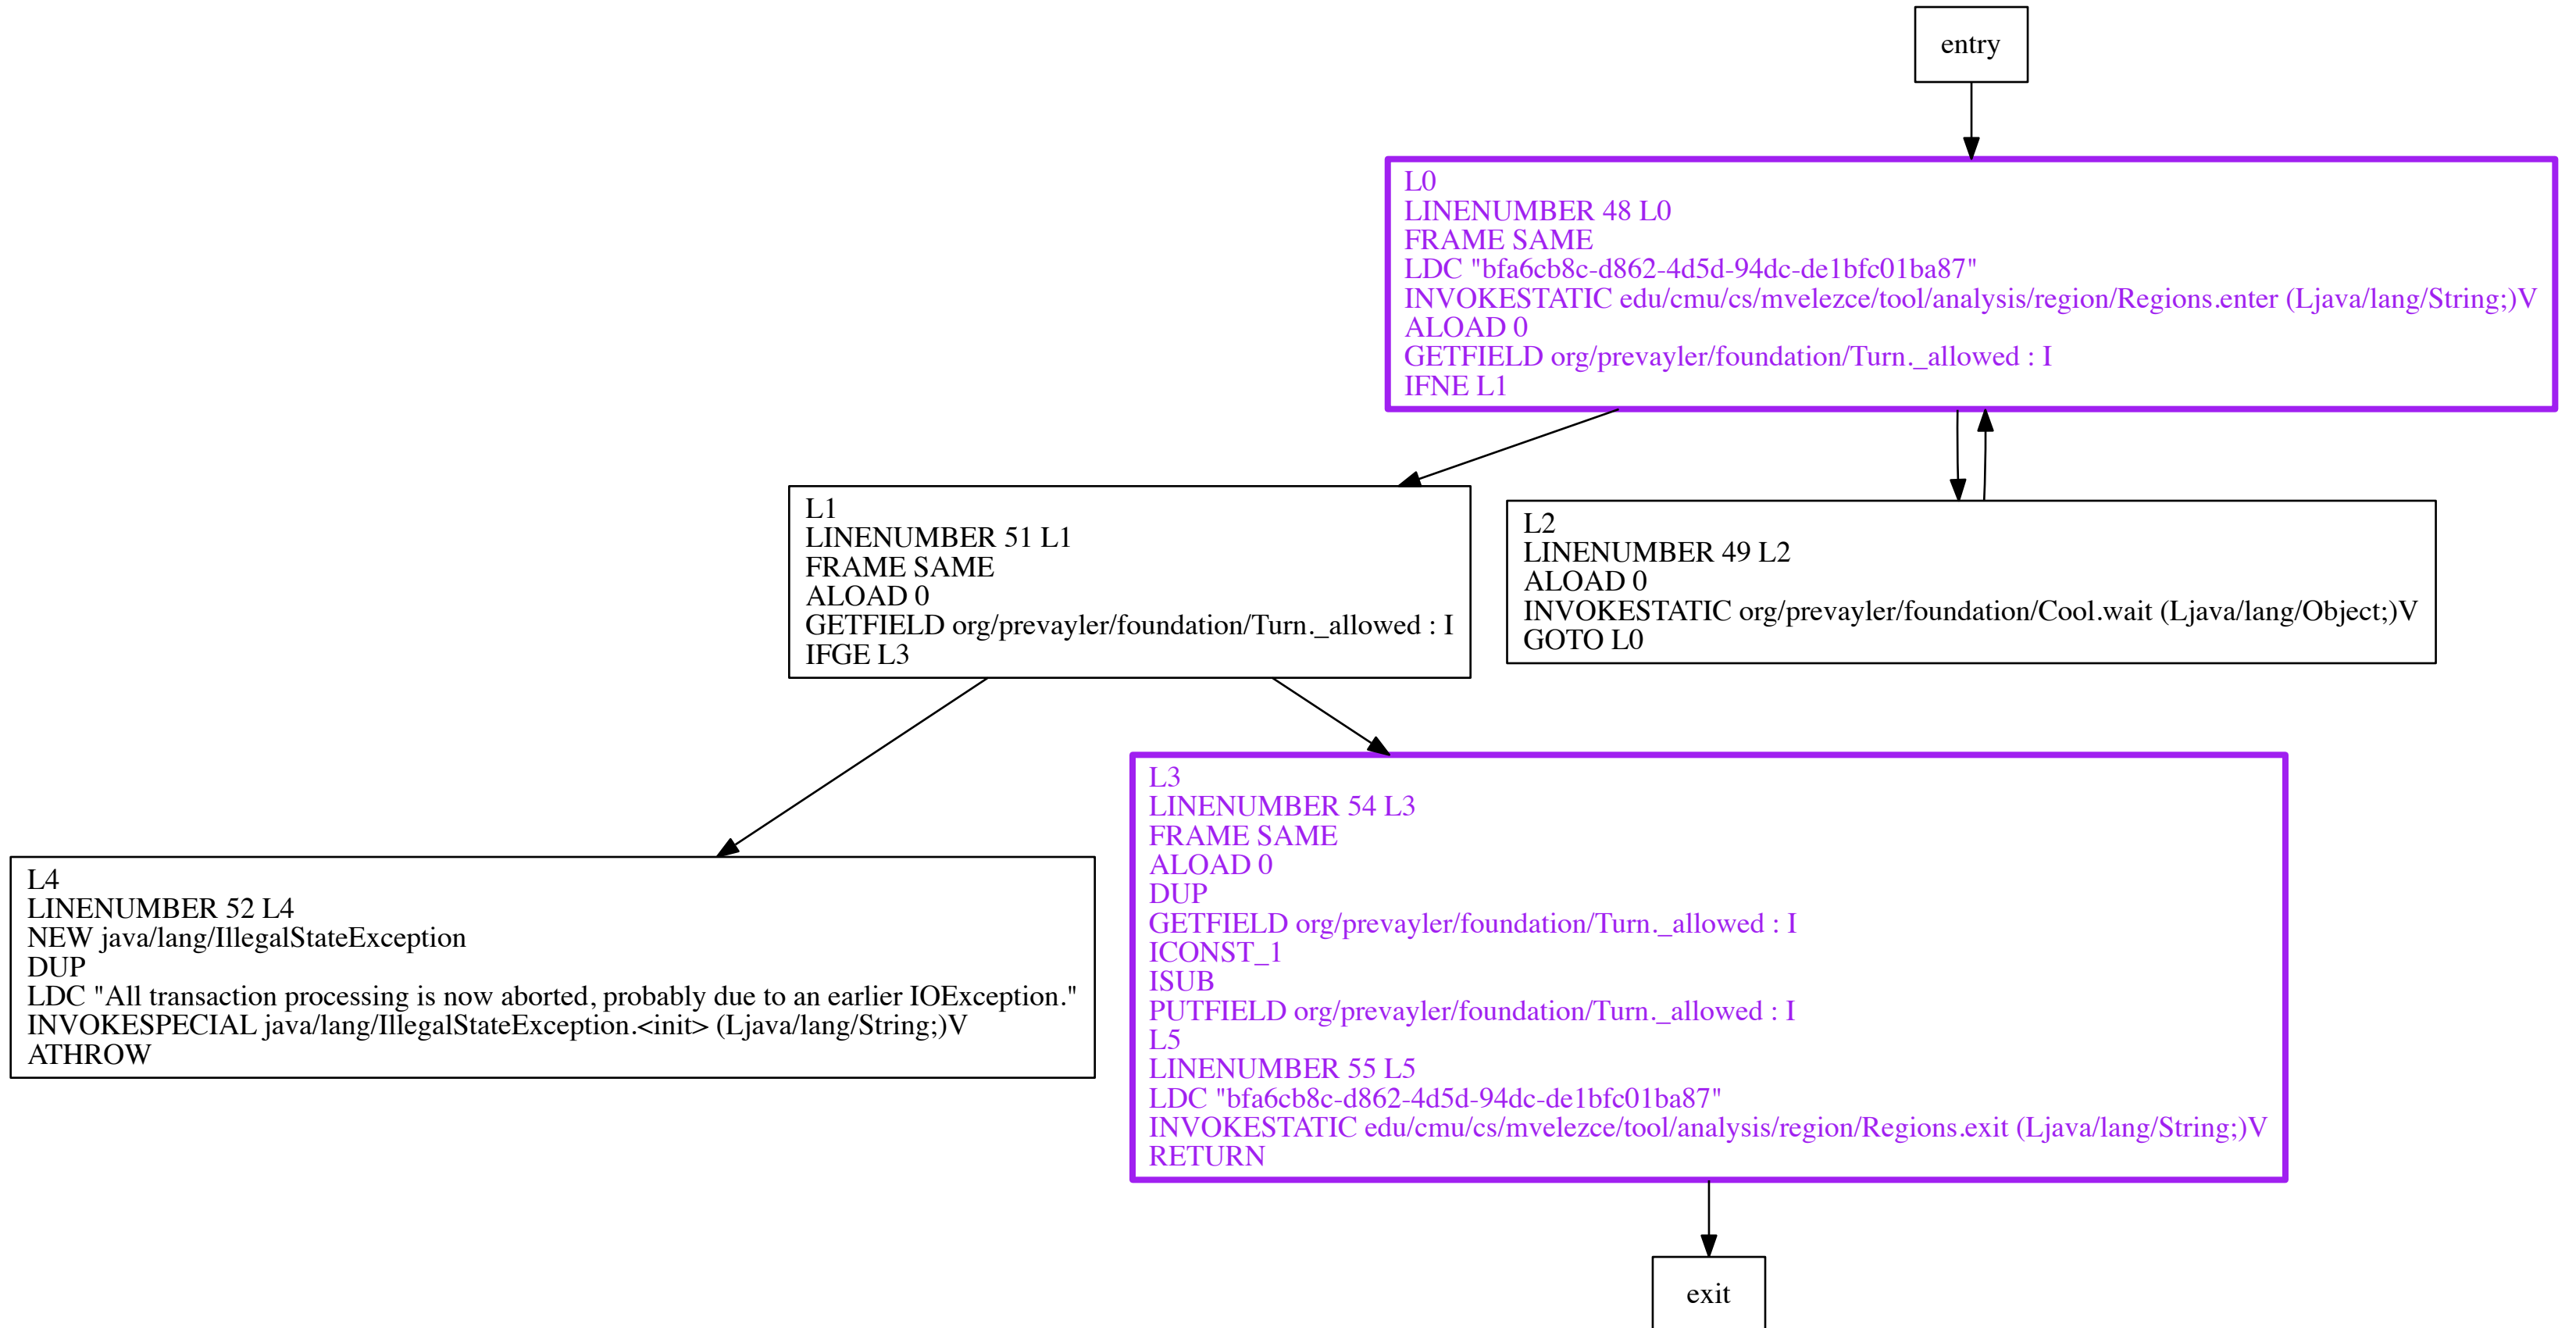 entry
L0
LINENUMBER 48 L0
FRAME SAME
LDC "bfa6cb8c-d862-4d5d-94dc-de1bfc01ba87"
INVOKESTATIC edu/cmu/cs/mvelezce/tool/analysis/region/Regions.enter (Ljava/lang/String;)V
ALOAD 0
GETFIELD org/prevayler/foundation/Turn._allowed : I
IFNE L1
L1
LINENUMBER 51 L1
FRAME SAME
ALOAD 0
GETFIELD org/prevayler/foundation/Turn._allowed : I
IFGE L3
L2
LINENUMBER 49 L2
ALOAD 0
INVOKESTATIC org/prevayler/foundation/Cool.wait (Ljava/lang/Object;)V
GOTO L0
L4
LINENUMBER 52 L4
NEW java/lang/IllegalStateException
DUP
LDC "All transaction processing is now aborted, probably due to an earlier IOException."
INVOKESPECIAL java/lang/IllegalStateException.<init> (Ljava/lang/String;)V
ATHROW
L3
LINENUMBER 54 L3
FRAME SAME
ALOAD 0
DUP
GETFIELD org/prevayler/foundation/Turn._allowed : I
ICONST_1
ISUB
PUTFIELD org/prevayler/foundation/Turn._allowed : I
L5
LINENUMBER 55 L5
LDC "bfa6cb8c-d862-4d5d-94dc-de1bfc01ba87"
INVOKESTATIC edu/cmu/cs/mvelezce/tool/analysis/region/Regions.exit (Ljava/lang/String;)V
RETURN
exit